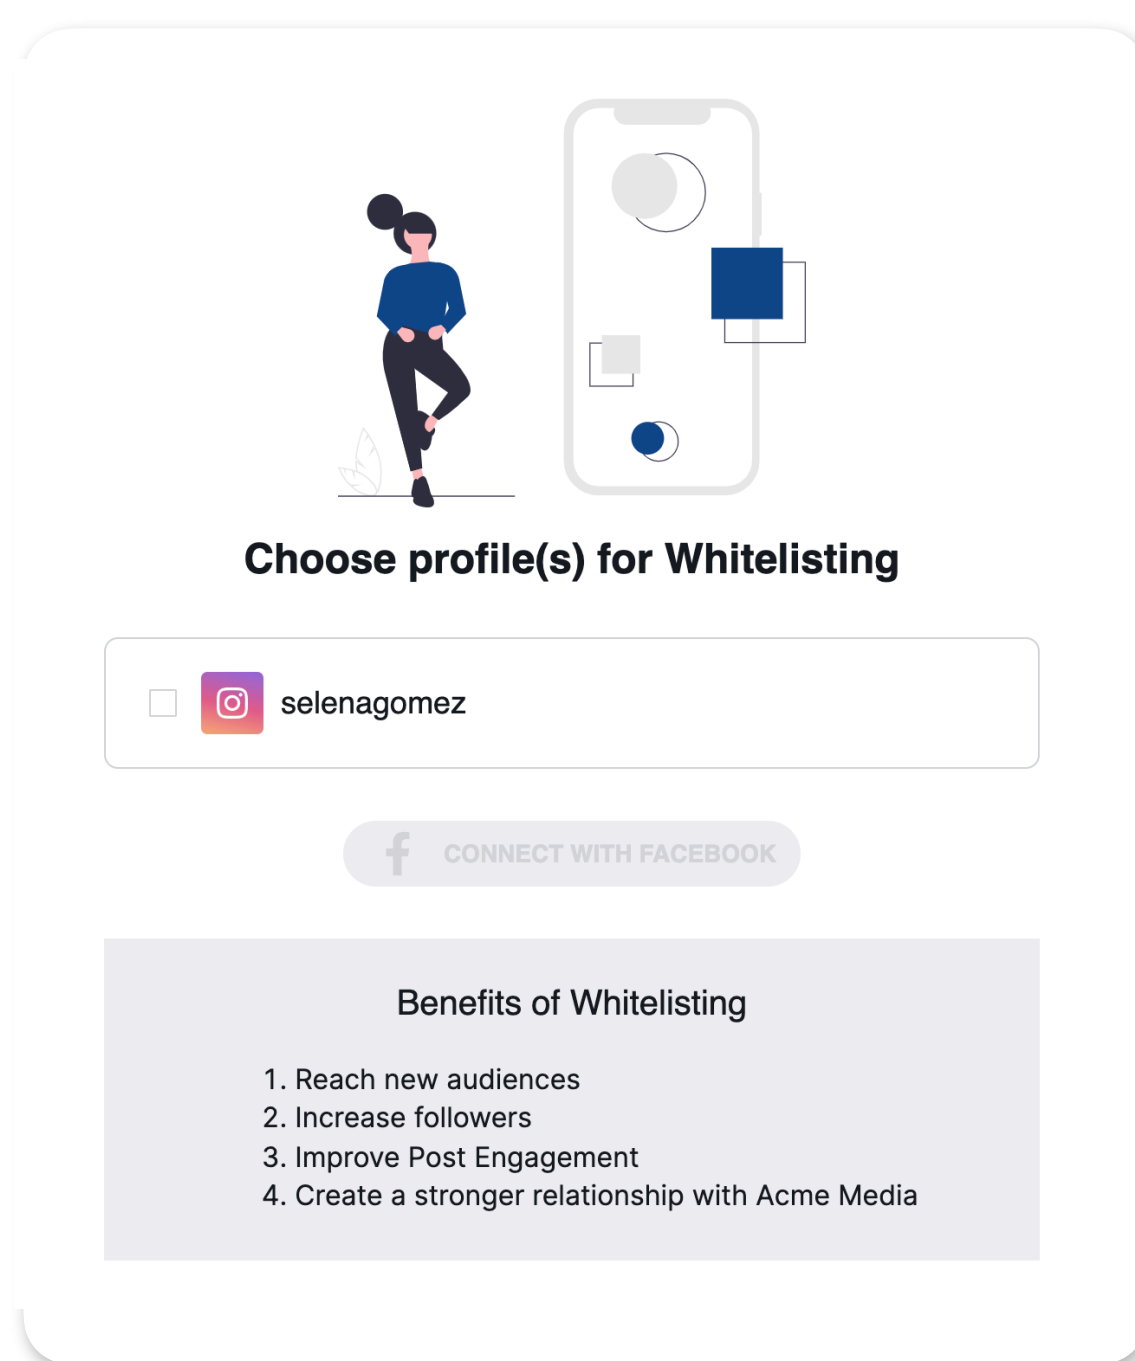 Choose profile(s) for Whitelisting
selenagomez
CONNECT WITH FACEBOOK
Benefits of Whitelisting
1. Reach new audiences
2. Increase followers
3. Improve Post Engagement
4. Create a stronger relationship with Acme Media